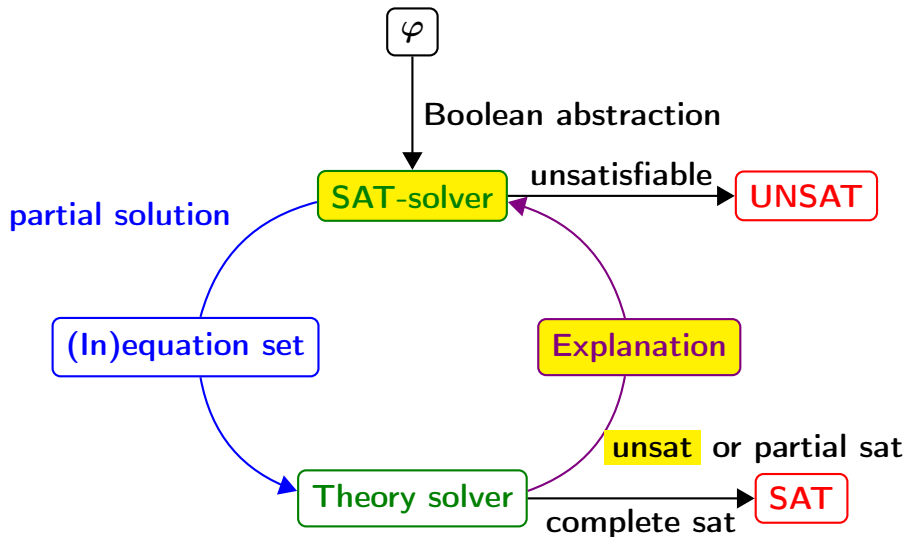 φ
Boolean abstraction
SAT-solver
unsatisfiable
UNSAT
partial solution
(In)equation set
Explanation
unsat or partial sat
Theory solver
complete sat
SAT